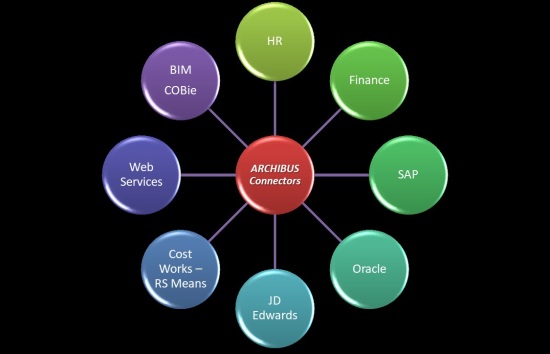 HR
Finance
SAP
Oracle
JD
Edwards
Cost
Works –
RS Means
Web
Services
BIM
COBie
ARCHIBUS
Connectors